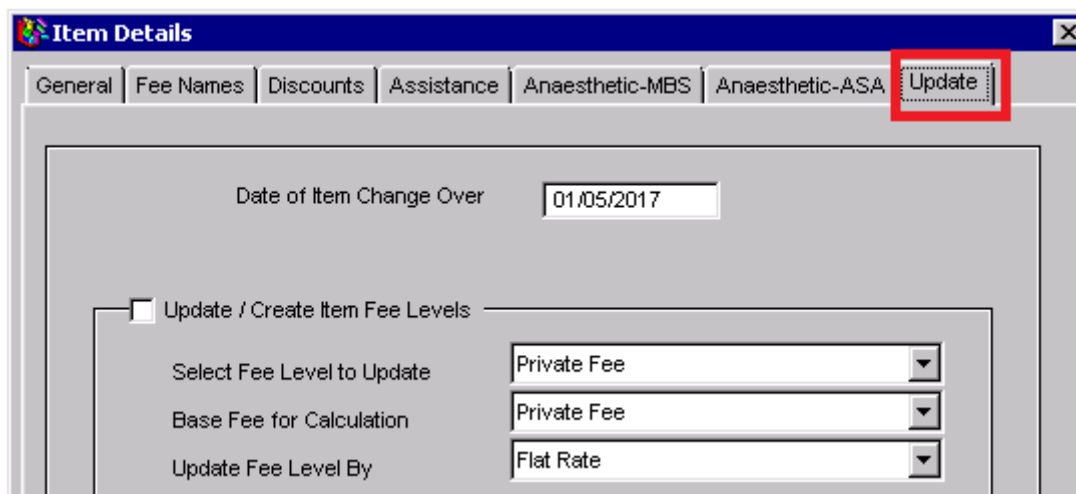 Item Details
General Fee Names Discounts Assistance Anaesthetic-MBS Anaesthetic-ASA Update
Date of Item Change Over 01/05/2017
Update / Create Item Fee Levels
Select Fee Level to Update Private Fee
Base Fee for Calculation Private Fee
Update Fee Level By Flat Rate